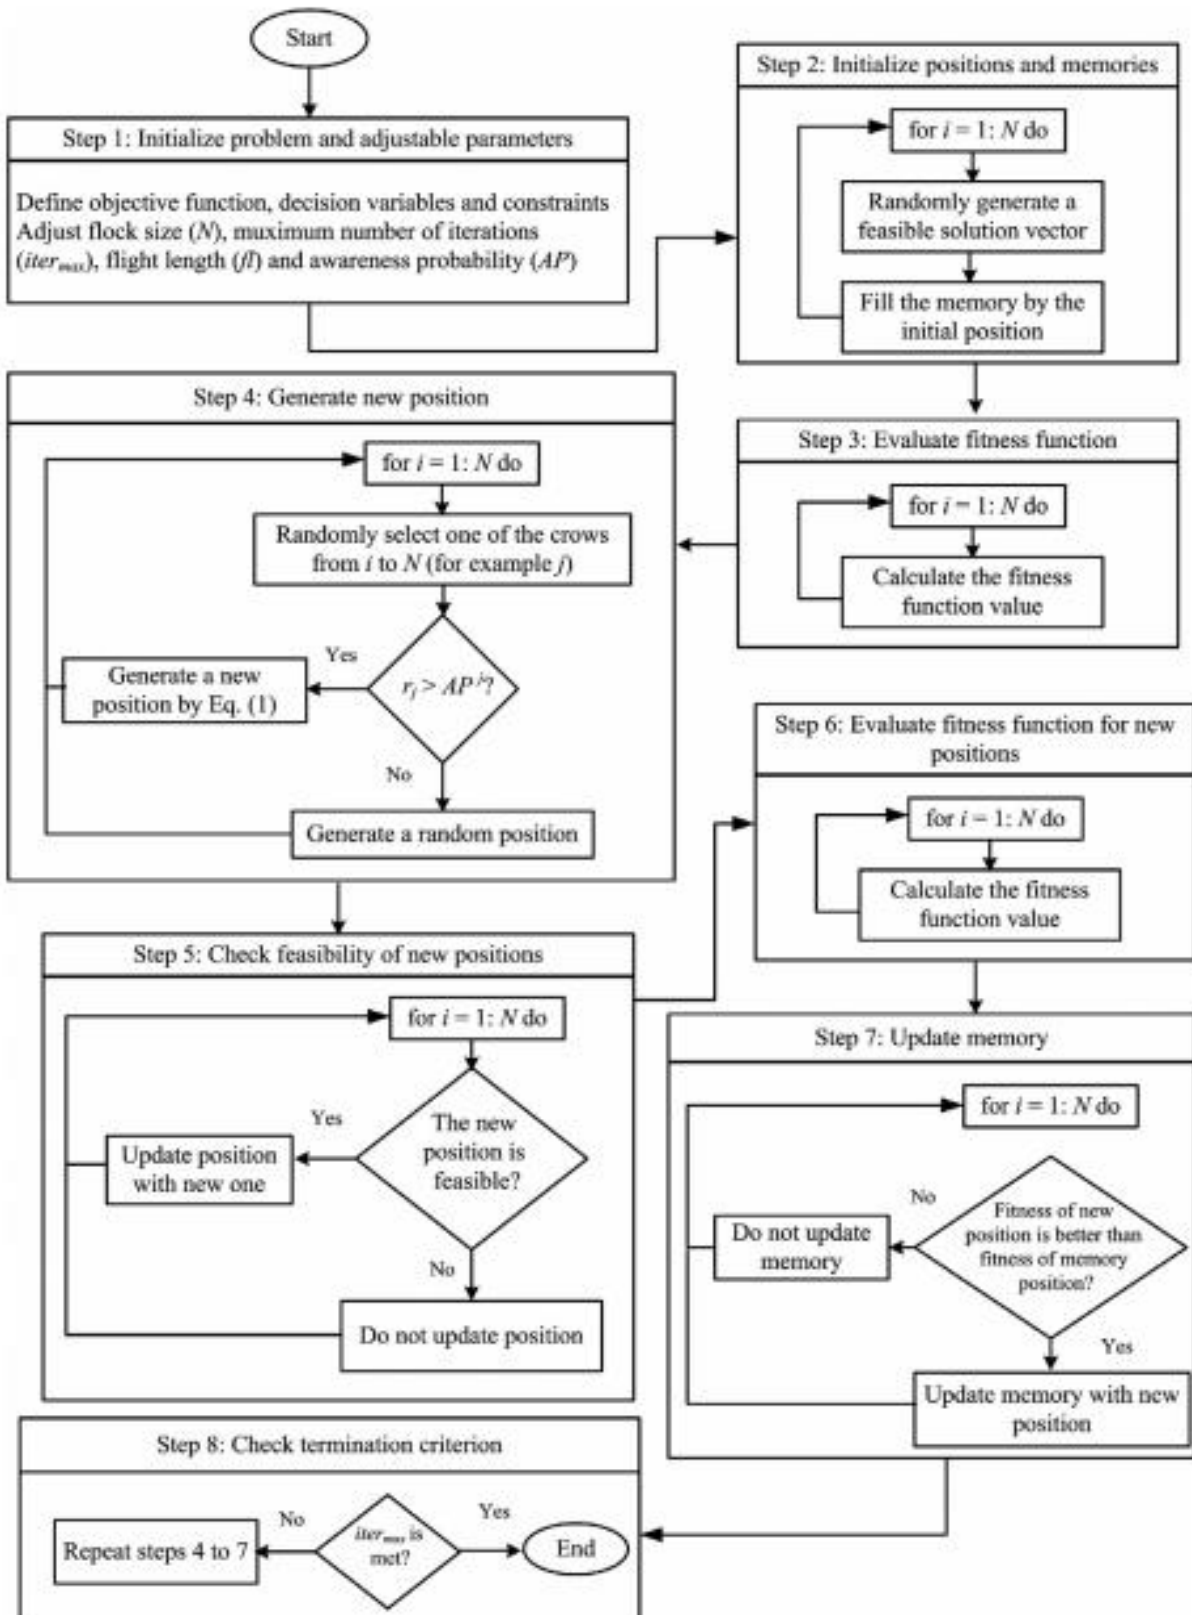 Start
Step 1: Initialize problem and adjustable parameters
Define objective function, decision variables and constraints
Adjust flock size (N), muximum number of iterations
(iter_max), flight length (fl) and awareness probability (AP)
Step 2: Initialize positions and memories
for i = 1: N do
Randomly generate a
feasible solution vector
Fill the memory by the
initial position
Step 3: Evaluate fitness function
for i = 1: N do
Calculate the fitness
function value
Step 4: Generate new position
for i = 1: N do
Randomly select one of the crows
from i to N (for example j)
r_j > AP^j?
Yes
Generate a new
position by Eq. (1)
No
Generate a random position
Step 5: Check feasibility of new positions
for i = 1: N do
The new
position is
feasible?
Yes
Update position
with new one
No
Do not update position
Step 6: Evaluate fitness function for new
positions
for i = 1: N do
Calculate the fitness
function value
Step 7: Update memory
for i = 1: N do
Fitness of new
position is better than
fitness of memory
position?
No
Do not update
memory
Yes
Update memory with new
position
Step 8: Check termination criterion
iter_max is
met?
No
Repeat steps 4 to 7
Yes
End